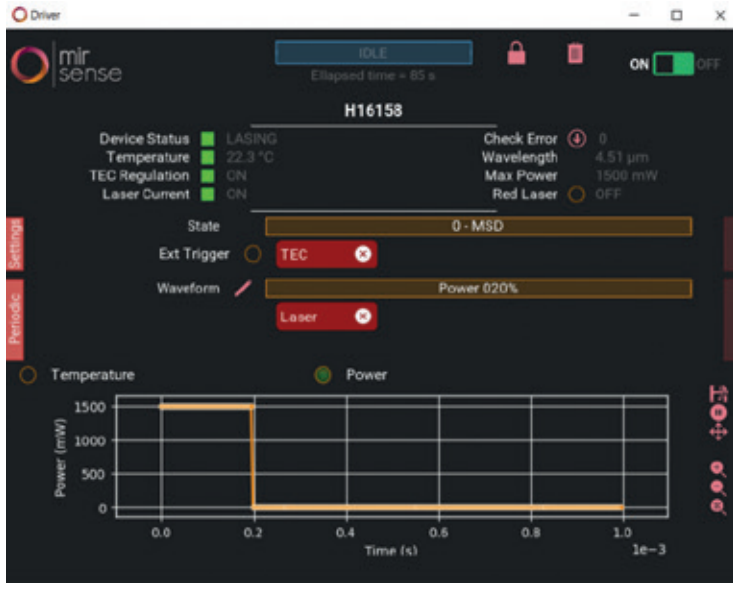 Driver
mir
sense
IDLE
Ellapsed time = 85 s
ON OFF
H16158
Device Status LASING
Temperature 22.3 °C
TEC Regulation ON
Laser Current ON
Check Error 0
Wavelength 4.51 µm
Max Power 1500 mW
Red Laser OFF
Settings
Periodic
State 0 - MSD
Ext Trigger TEC
Waveform Power 020%
Laser
Temperature Power
Power (mW)
1500
1000
500
0
0.0 0.2 0.4 0.6 0.8 1.0
Time (s) 1e−3